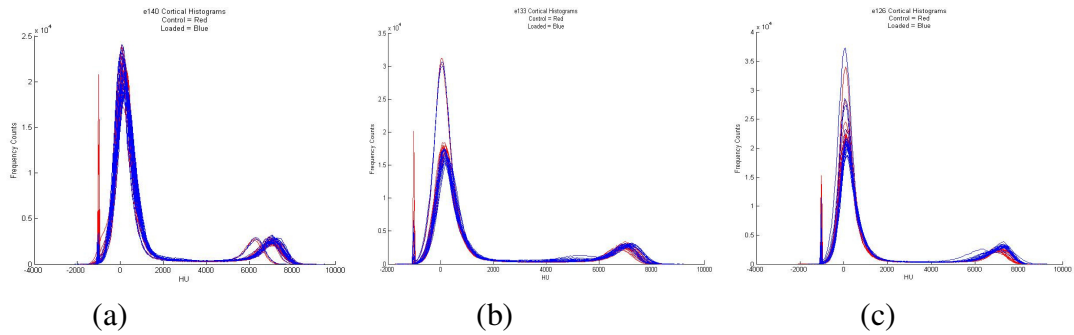 e140 Cortical Histograms
Control = Red
Loaded = Blue
x 10^4
2.5
2
1.5
1
0.5
0
Frequency Counts
-4000 -2000 0 2000 4000 6000 8000 10000
HU
(a)
e133 Cortical Histograms
Control = Red
Loaded = Blue
x 10^4
3.5
3
2.5
2
1.5
1
0.5
0
Frequency Counts
-2000 0 2000 4000 6000 8000 10000
HU
(b)
e126 Cortical Histograms
Control = Red
Loaded = Blue
x 10^4
4
3.5
3
2.5
2
1.5
1
0.5
0
Frequency Counts
-4000 -2000 0 2000 4000 6000 8000 10000
HU
(c)